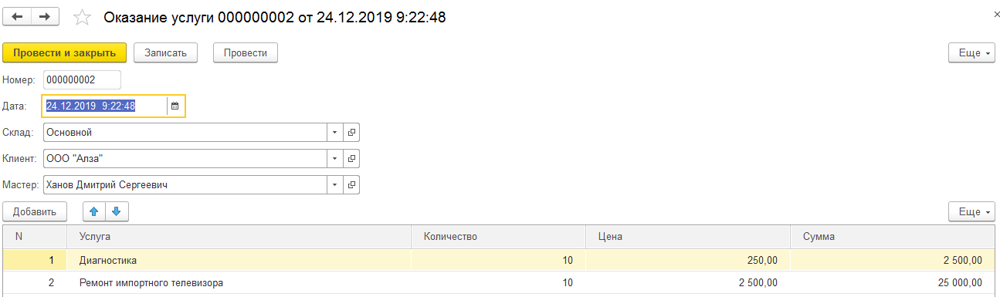 Оказание услуги 000000002 от 24.12.2019 9:22:48
Провести и закрыть Записать Провести Еще
Номер: 000000002
Дата: 24.12.2019 9:22:48
Склад: Основной
Клиент: ООО "Алза"
Мастер: Ханов Дмитрий Сергеевич
Добавить Еще
N Услуга Количество Цена Сумма
1 Диагностика 10 250,00 2 500,00
2 Ремонт импортного телевизора 10 2 500,00 25 000,00